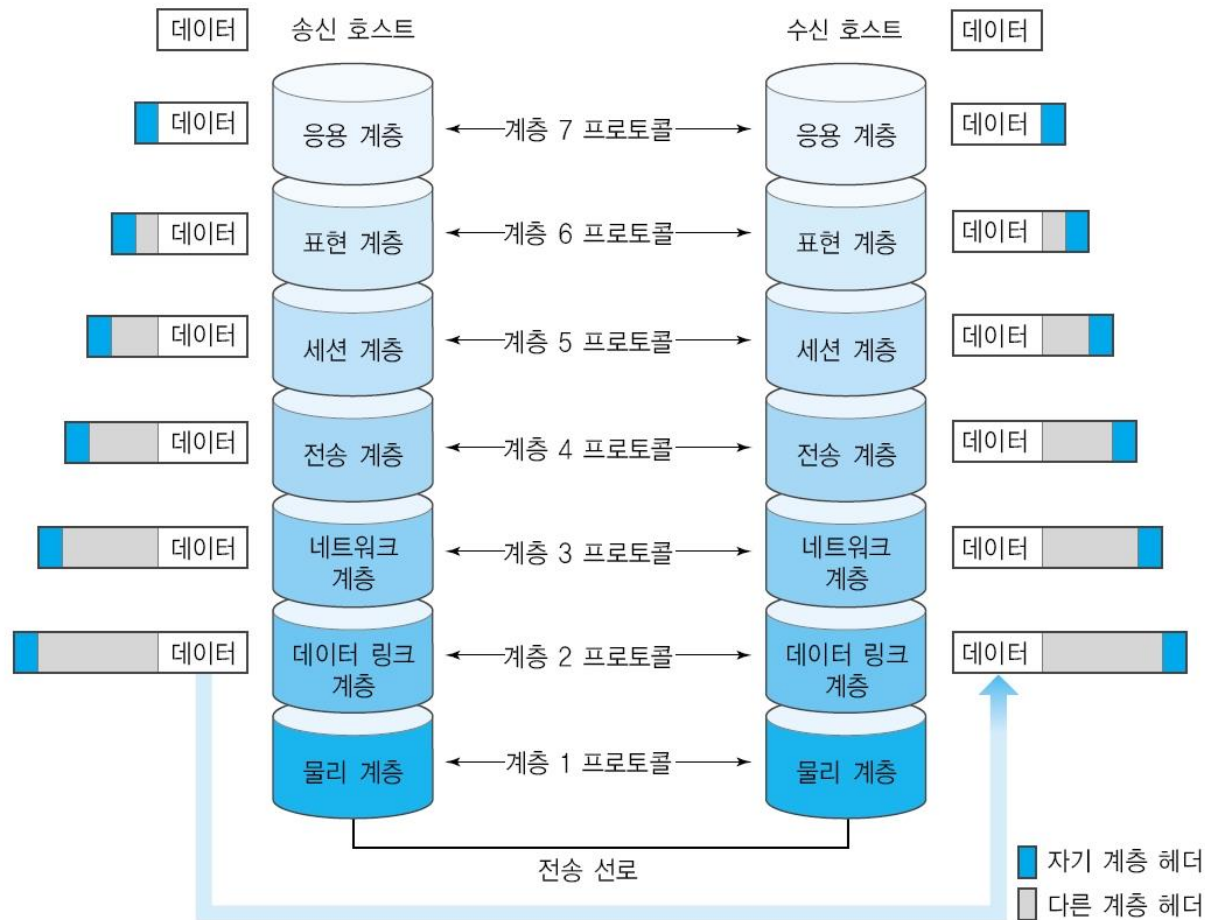 데이터 송신 호스트 수신 호스트 데이터
데이터 응용 계층 계층 7 프로토콜 응용 계층 데이터
데이터 표현 계층 계층 6 프로토콜 표현 계층 데이터
데이터 세션 계층 계층 5 프로토콜 세션 계층 데이터
데이터 전송 계층 계층 4 프로토콜 전송 계층 데이터
데이터 네트워크 계층 계층 3 프로토콜 네트워크 계층 데이터
데이터 데이터 링크 계층 계층 2 프로토콜 데이터 링크 계층 데이터
물리 계층 계층 1 프로토콜 물리 계층
전송 선로
자기 계층 헤더
다른 계층 헤더